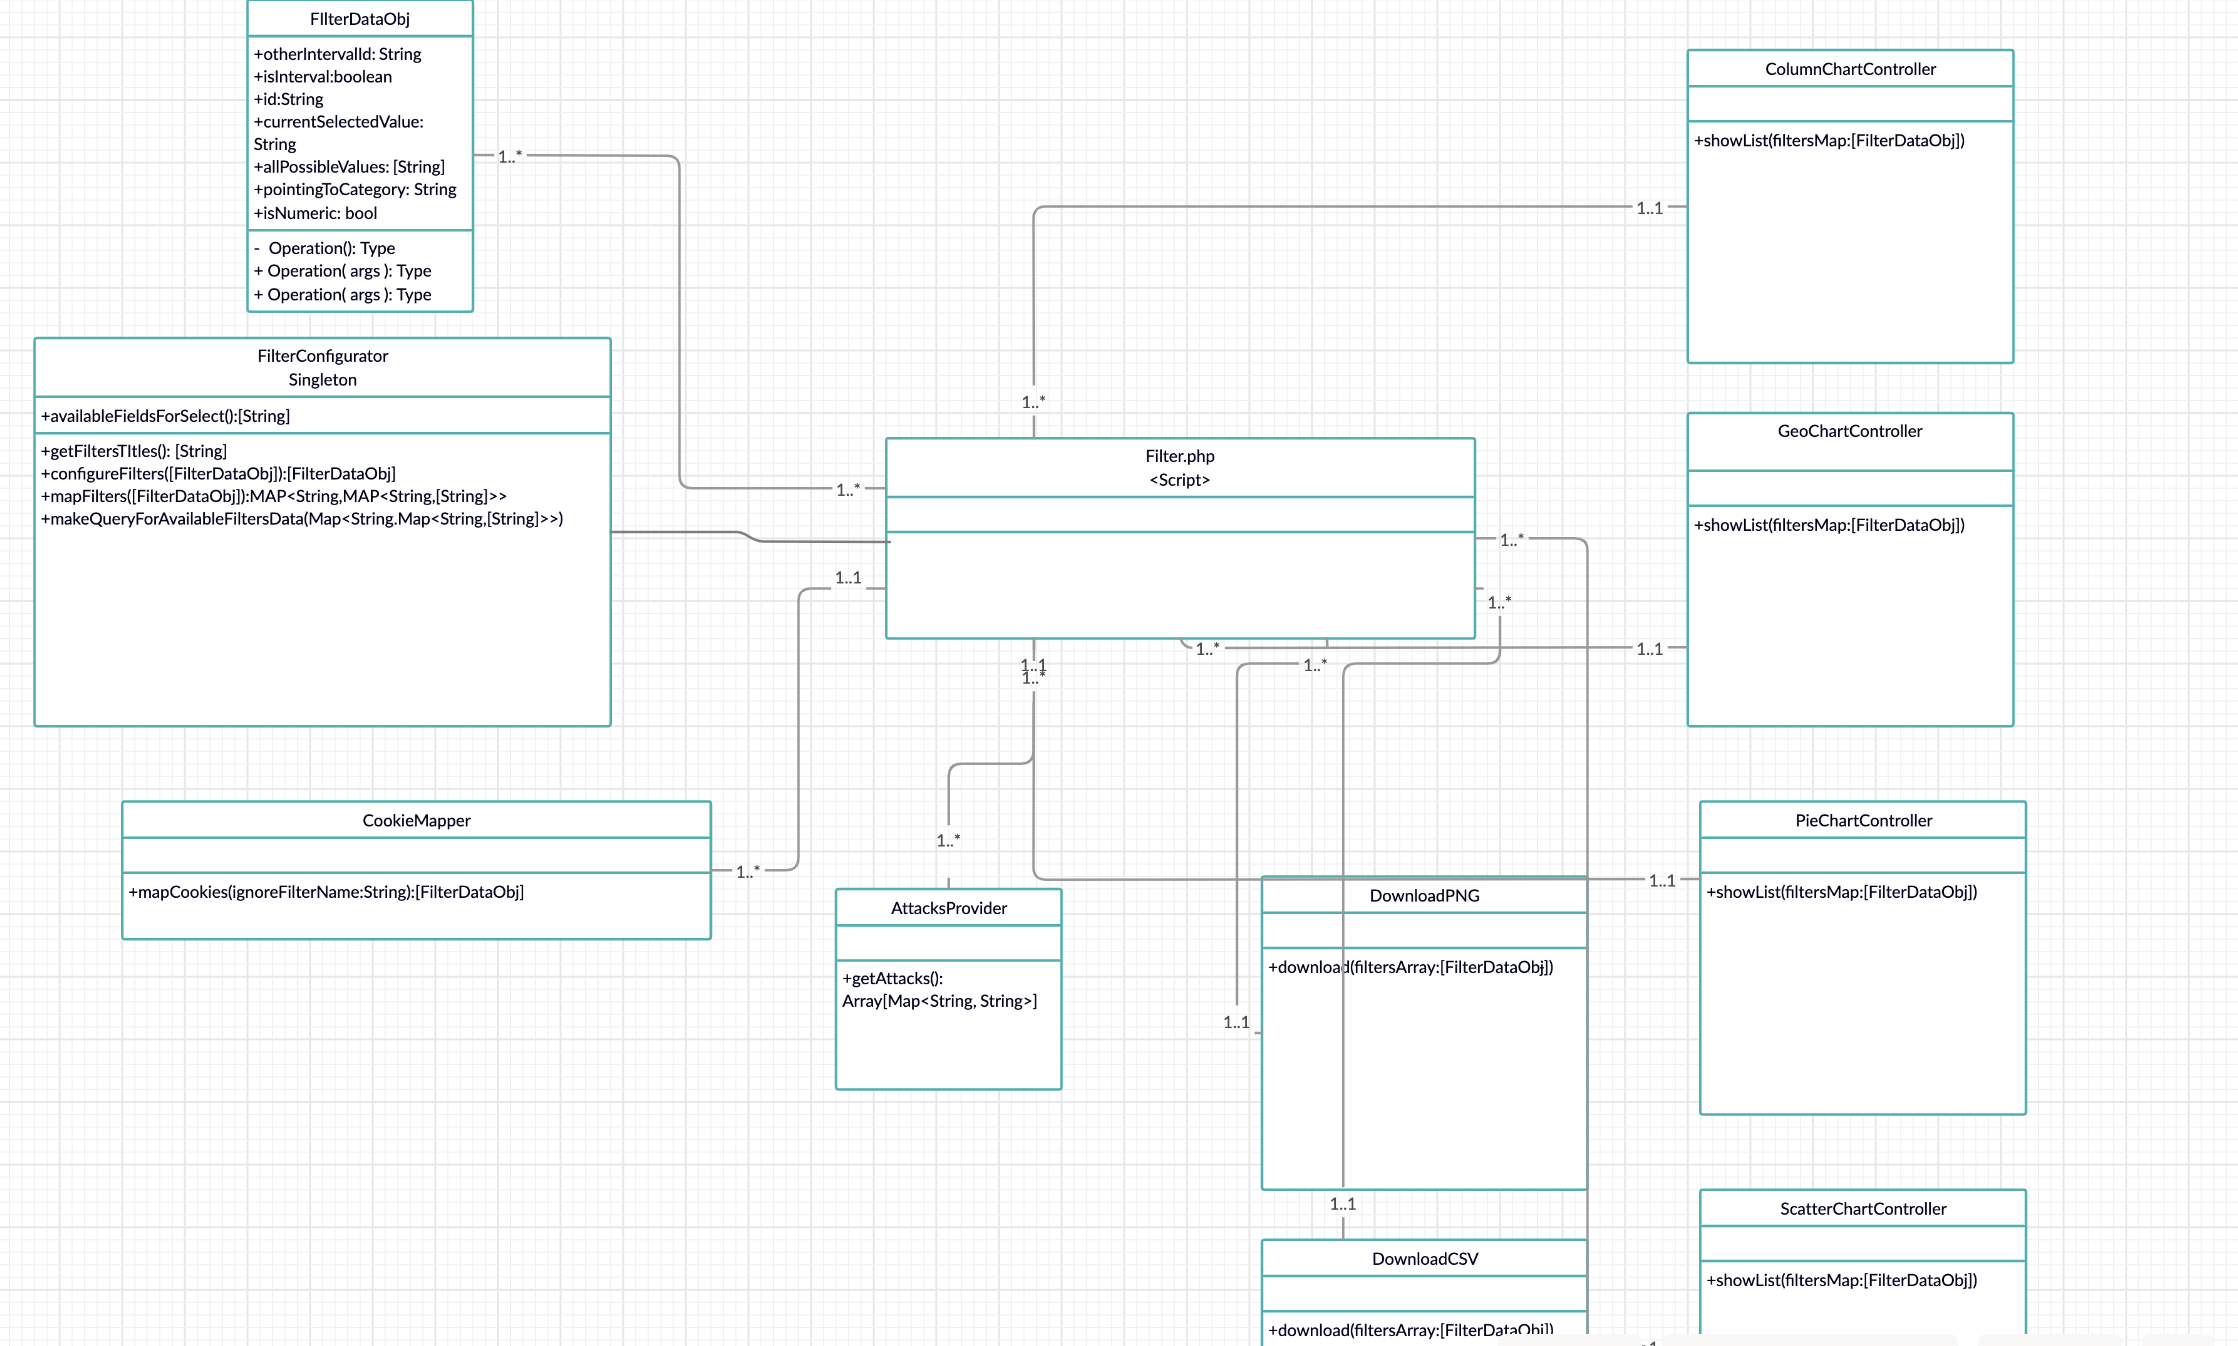 FIlterDataObj
+otherIntervalId: String
+isInterval:boolean
+id:String
+currentSelectedValue:
String
+allPossibleValues: [String]
+pointingToCategory: String
+isNumeric: bool
-  Operation(): Type
+ Operation( args ): Type
+ Operation( args ): Type
1..*
1..*
FilterConfigurator
Singleton
+availableFieldsForSelect():[String]
+getFiltersTItles(): [String]
+configureFilters([FilterDataObj]):[FilterDataObj]
+mapFilters([FilterDataObj]):MAP<String,MAP<String,[String]>>
+makeQueryForAvailableFiltersData(Map<String.Map<String,[String]>>)
Filter.php
<Script>
1..*
1..1
ColumnChartController
+showList(filtersMap:[FilterDataObj])
GeoChartController
+showList(filtersMap:[FilterDataObj])
1..1
1..*
1..*
1..*
1..*
1..1
1..1
1..*
CookieMapper
+mapCookies(ignoreFilterName:String):[FilterDataObj]
1..*
1..*
AttacksProvider
+getAttacks():
Array[Map<String, String>]
DownloadPNG
+download(filtersArray:[FilterDataObj])
1..1
1..1
PieChartController
+showList(filtersMap:[FilterDataObj])
1..1
DownloadCSV
+download(filtersArray:[FilterDataObj])
ScatterChartController
+showList(filtersMap:[FilterDataObj])